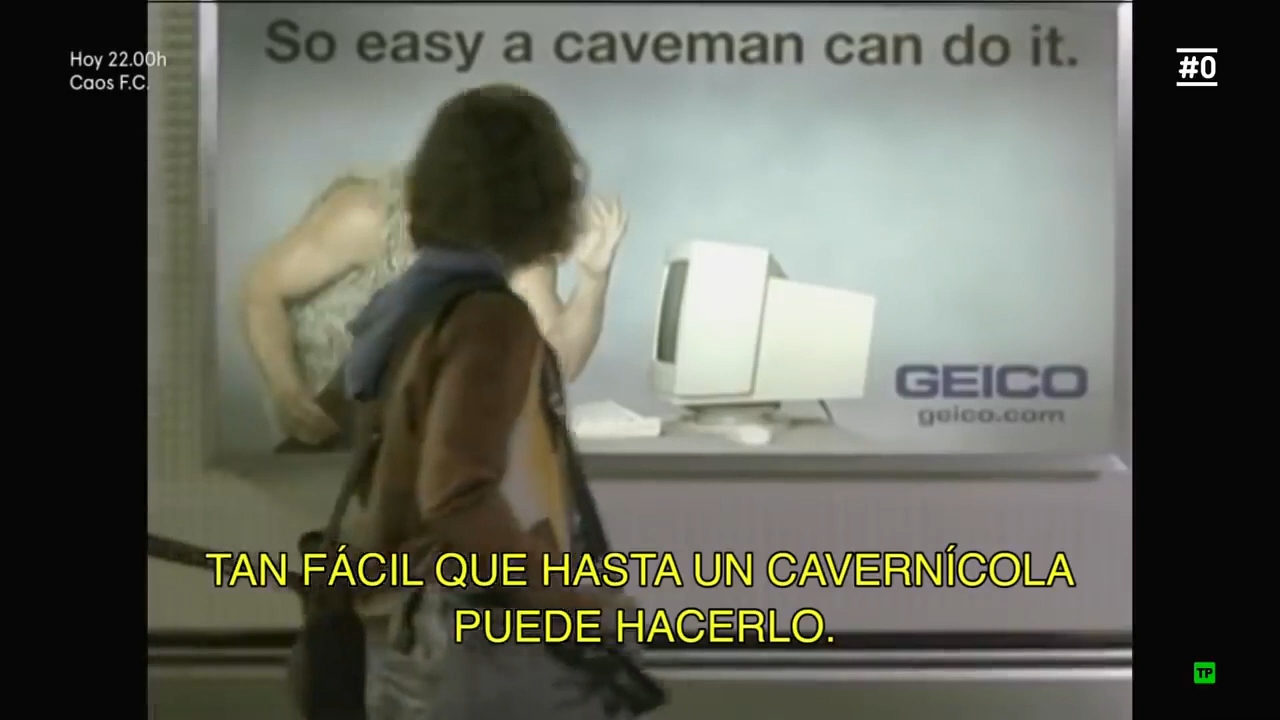 So easy a caveman can do it.
Hoy 22.00h
Caos F.C.
#0
GEICO
geico.com
TAN FÁCIL QUE HASTA UN CAVERNÍCOLA
PUEDE HACERLO.
TP